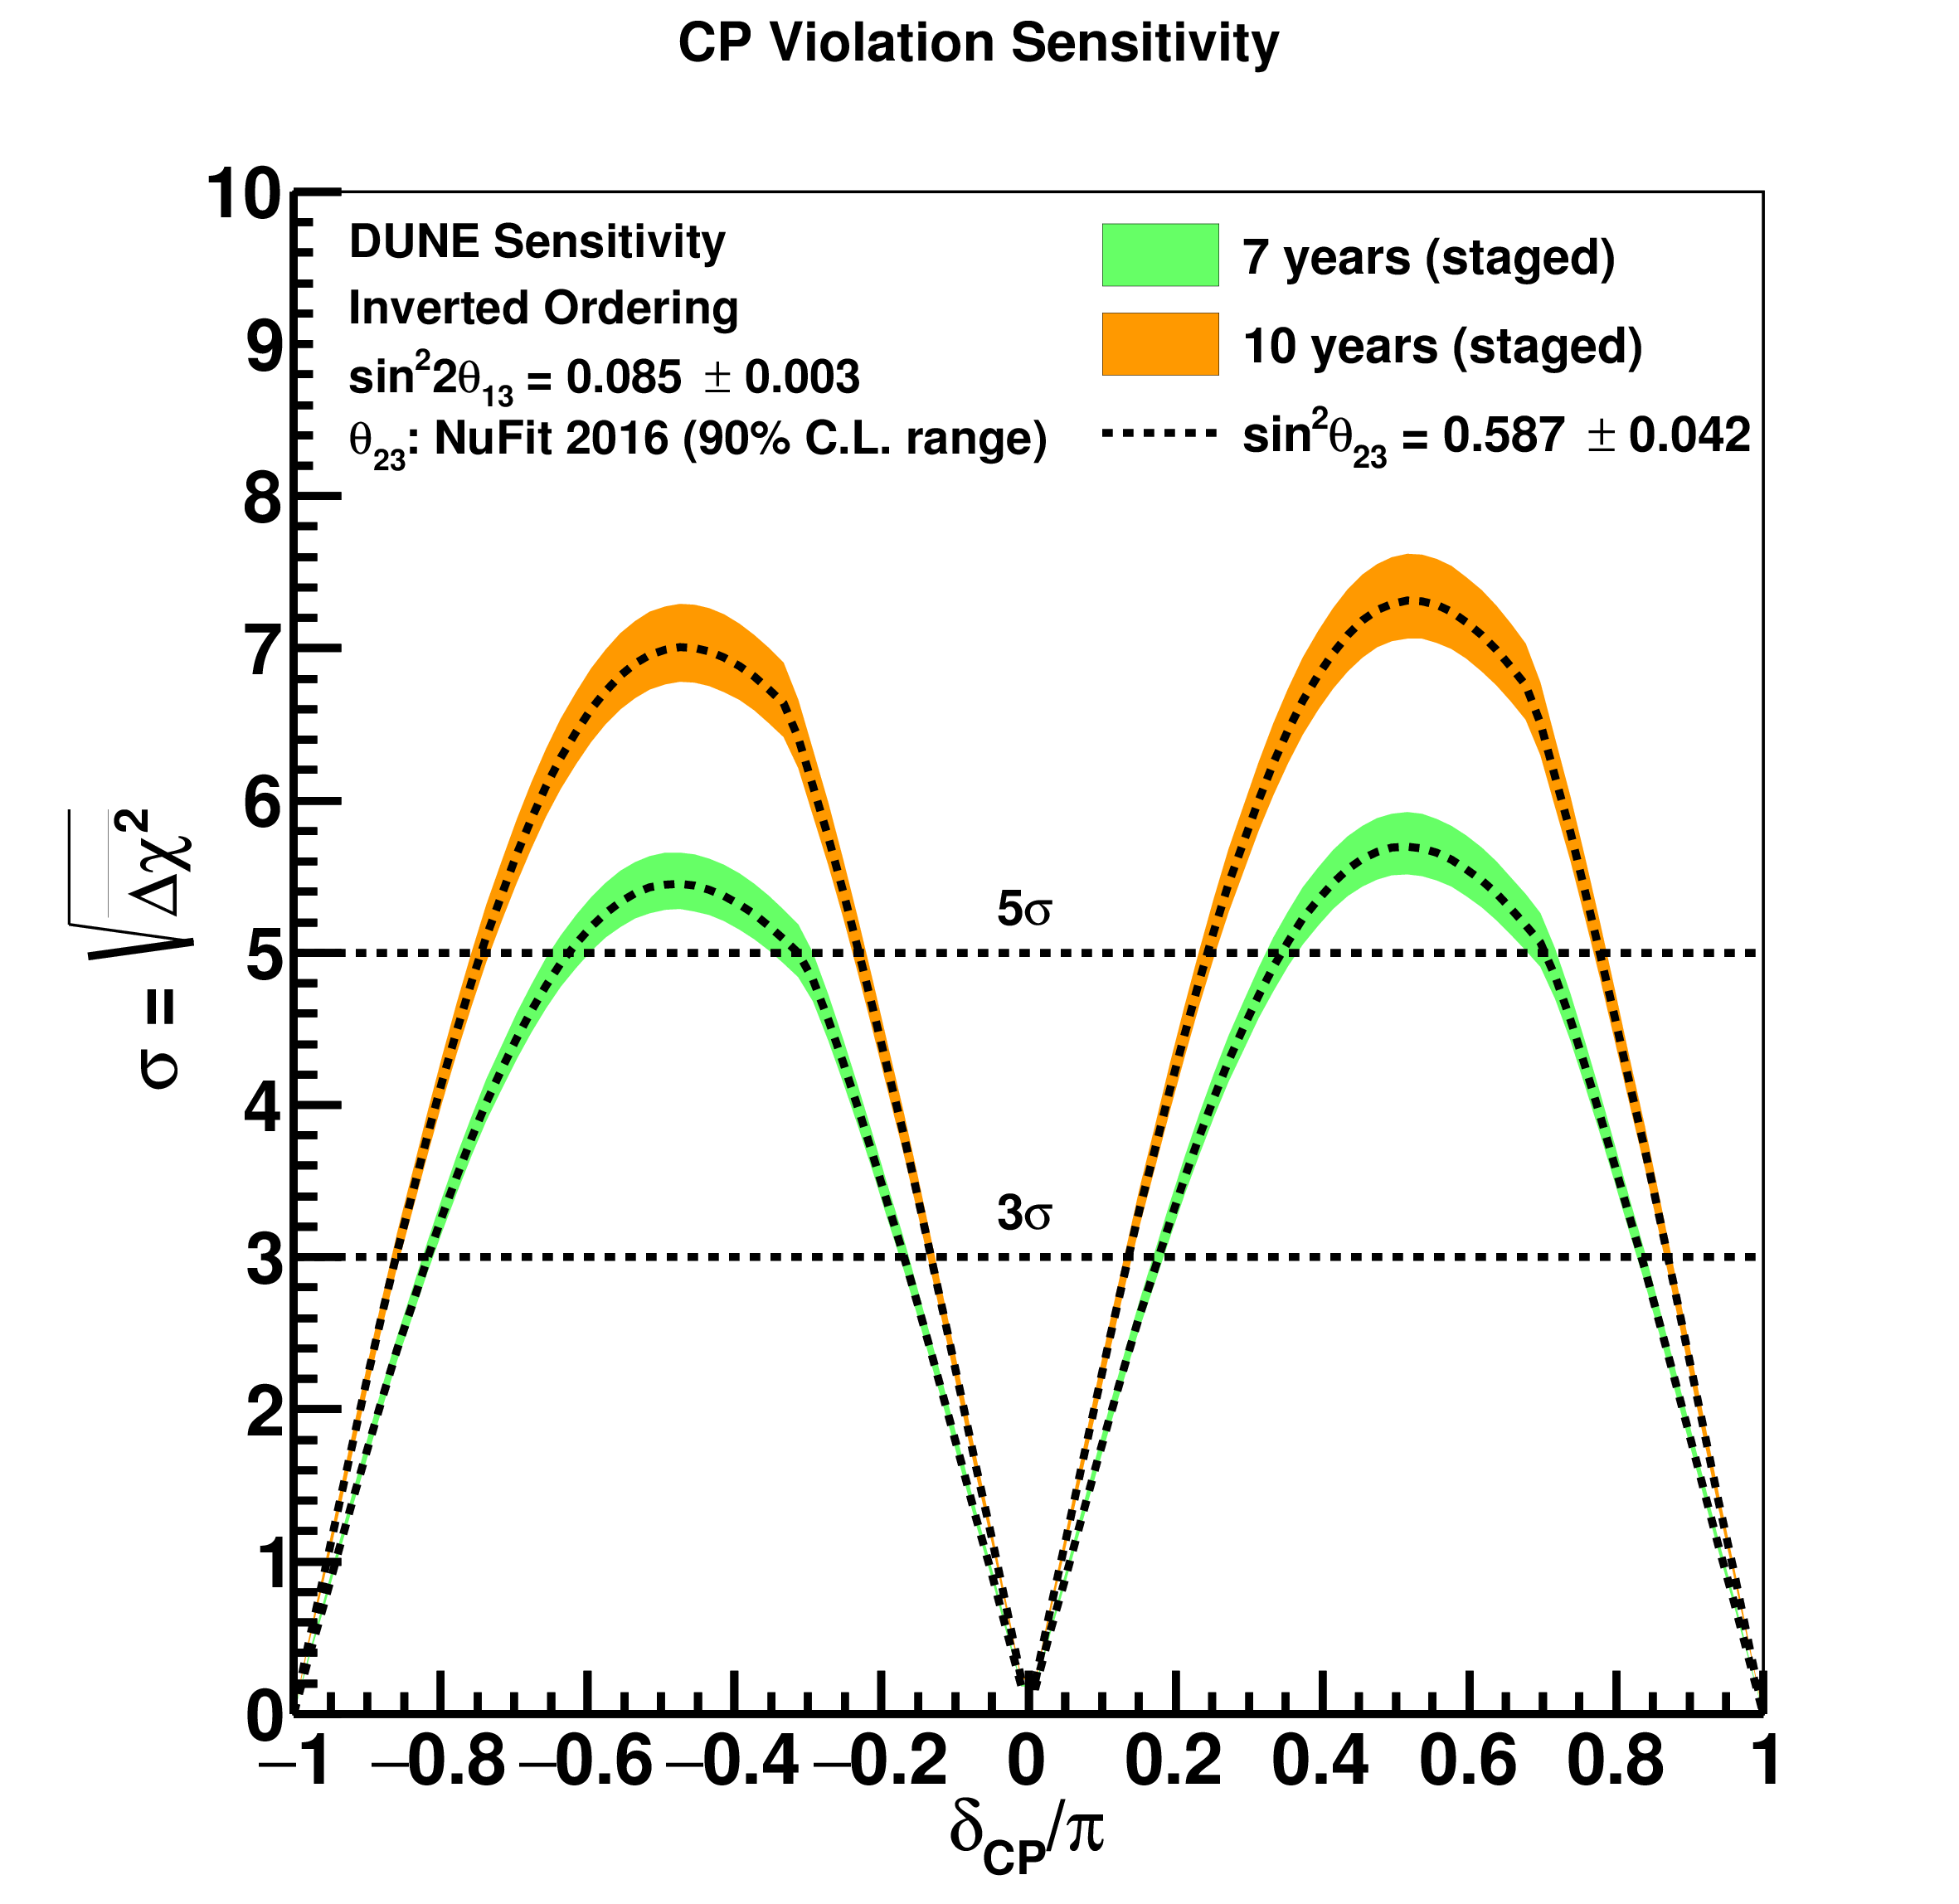 CP Violation Sensitivity
DUNE Sensitivity
Inverted Ordering
sin²2θ₁₃ = 0.085 ± 0.003
θ₂₃: NuFit 2016 (90% C.L. range)
7 years (staged)
10 years (staged)
sin²θ₂₃ = 0.587 ± 0.042
σ = √Δχ²
10
9
8
7
6
5
4
3
2
1
0
5σ
3σ
−1 −0.8 −0.6 −0.4 −0.2 0 0.2 0.4 0.6 0.8 1
δCP/π